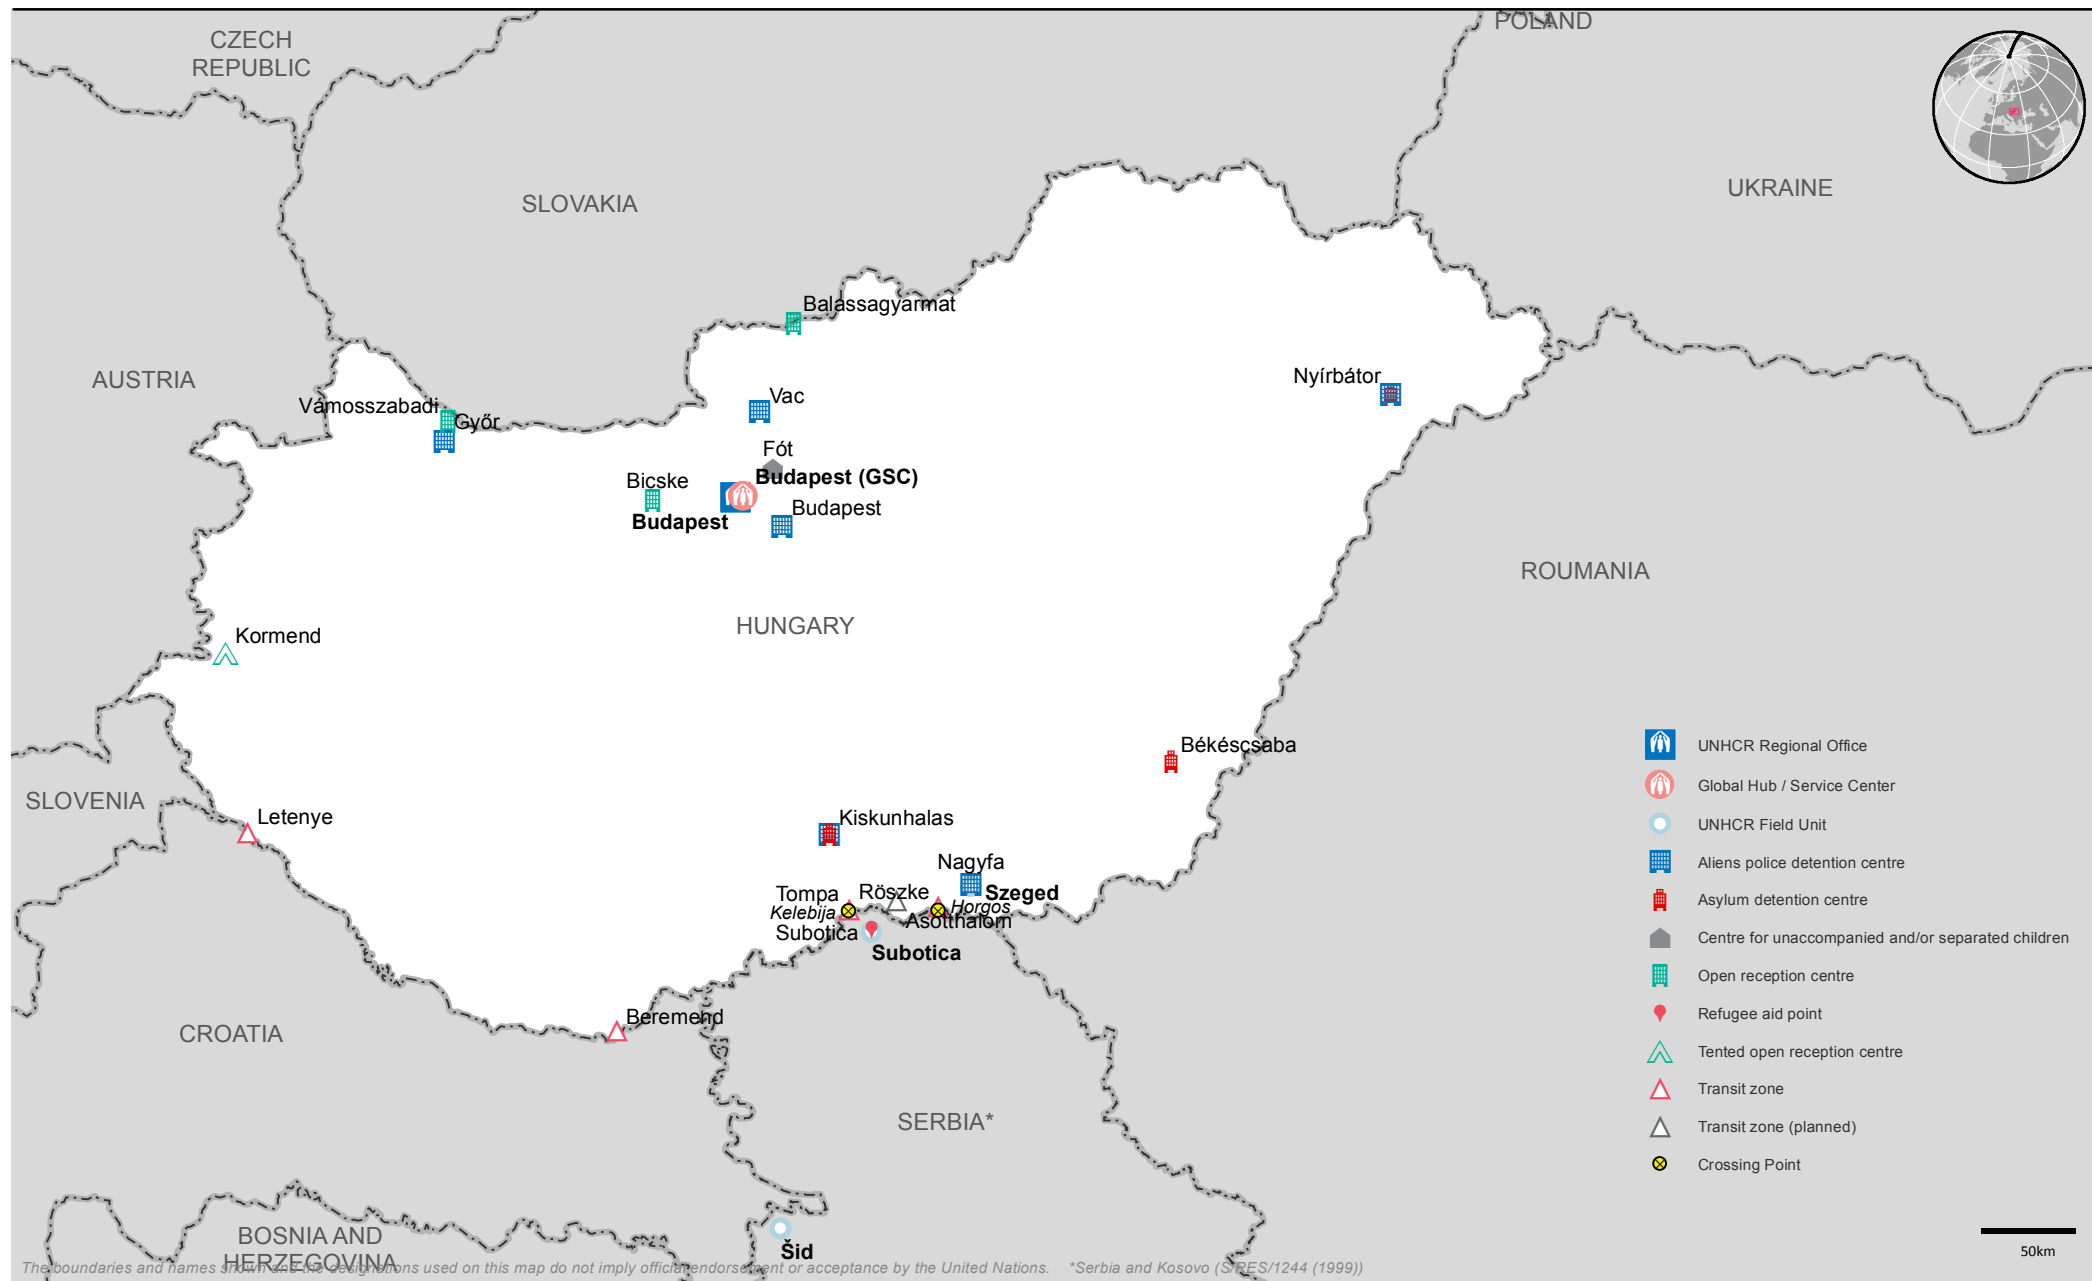 POLAND
CZECH
REPUBLIC
UKRAINE
SLOVAKIA
Balassagyarmat
AUSTRIA
Nyírbátor
Vac
Vámosszabadi
Győr
Fót
Budapest (GSC)
Bicske
Budapest
Budapest
ROUMANIA
HUNGARY
Kormend
Békéscsaba
SLOVENIA
Letenye
Kiskunhalas
Nagyfa
Szeged
Tompa
Röszke
Kelebija
Horgos
Asotthalom
Subotica
Subotica
Beremend
CROATIA
SERBIA*
BOSNIA AND
HERZEGOVINA
Šid
UNHCR Regional Office
Global Hub / Service Center
UNHCR Field Unit
Aliens police detention centre
Asylum detention centre
Centre for unaccompanied and/or separated children
Open reception centre
Refugee aid point
Tented open reception centre
Transit zone
Transit zone (planned)
Crossing Point
50km
The boundaries and names shown and the designations used on this map do not imply official endorsement or acceptance by the United Nations. *Serbia and Kosovo (S/RES/1244 (1999))